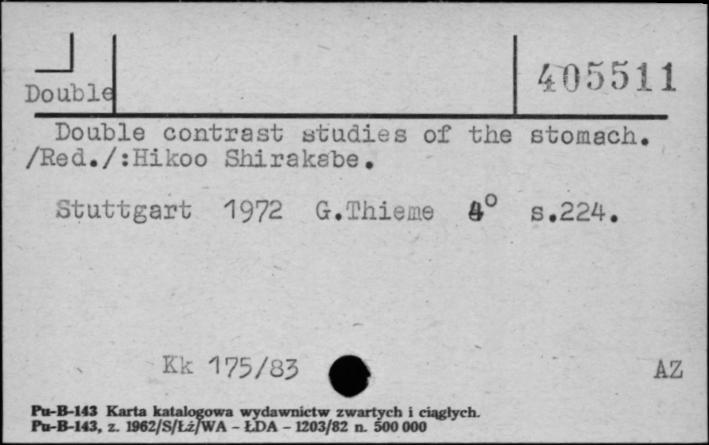 405511
Double
Double contrast studies of the stomach.
/Red./:Hikoo Shirakabe.
Stuttgart 1972 G.Thieme 4° s.224.
Kk 175/83 AZ
Pu-B-143 Karta katalogowa wydawnictw zwartych i ciągłych.
Pu-B-143, z. 1962/S/Łż/WA – ŁDA – 1203/82 n. 500 000